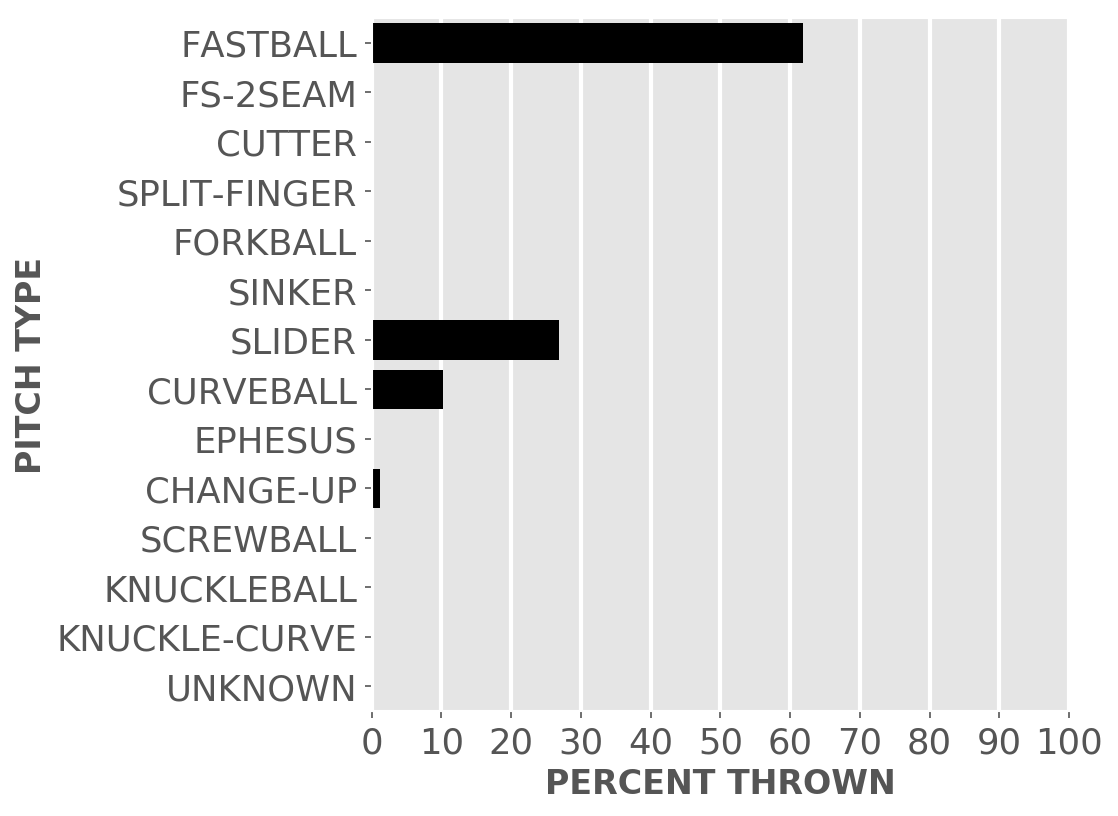 FASTBALL
FS-2SEAM
CUTTER
SPLIT-FINGER
FORKBALL
SINKER
SLIDER
CURVEBALL
EPHESUS
CHANGE-UP
SCREWBALL
KNUCKLEBALL
KNUCKLE-CURVE
UNKNOWN
PITCH TYPE
0 10 20 30 40 50 60 70 80 90 100
PERCENT THROWN